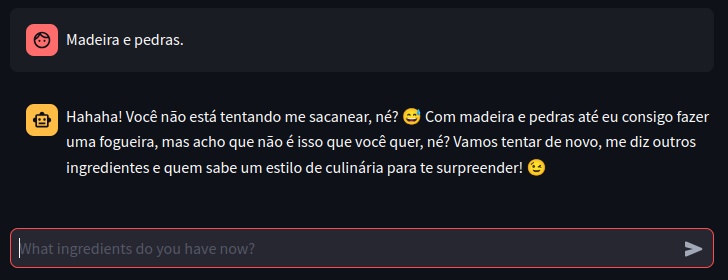 Madeira e pedras.
Hahaha! Você não está tentando me sacanear, né? 😅 Com madeira e pedras até eu consigo fazer
uma fogueira, mas acho que não é isso que você quer, né? Vamos tentar de novo, me diz outros
ingredientes e quem sabe um estilo de culinária para te surpreender! 😉
What ingredients do you have now?